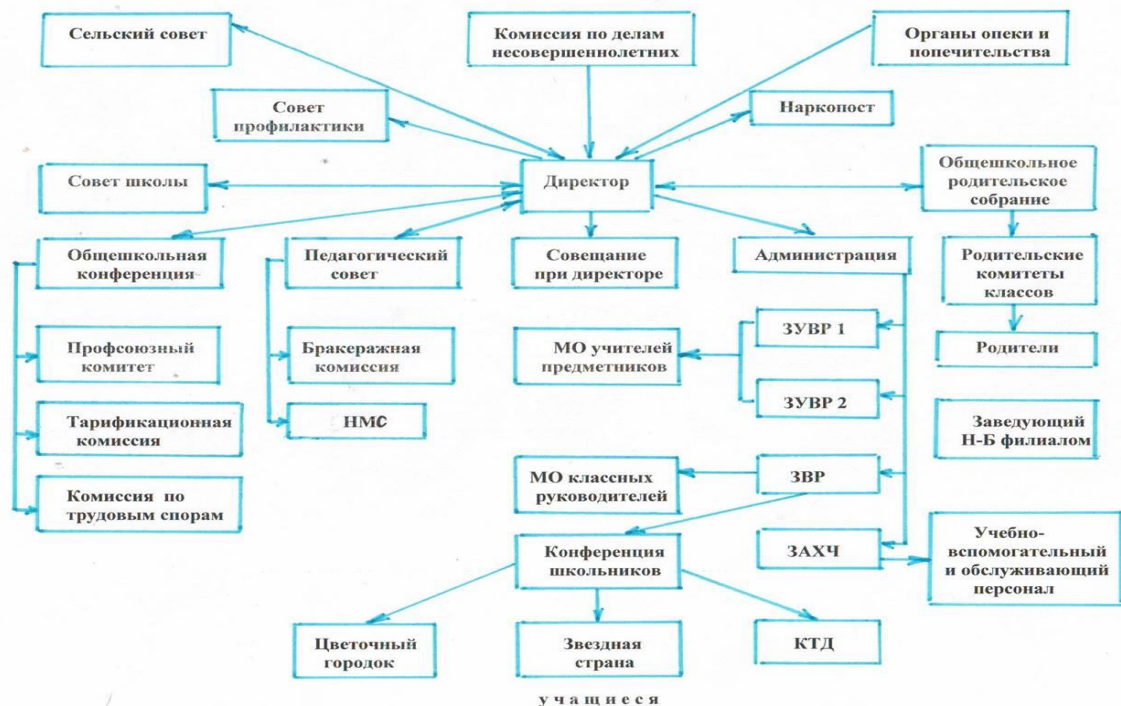 Сельский совет
Комиссия по делам
несовершеннолетних
Органы опеки и
попечительства
Совет
профилактики
Наркопост
Совет школы
Директор
Общешкольное
родительское
собрание
Общешкольная
конференция
Педагогический
совет
Совещание
при директоре
Администрация
Родительские
комитеты
классов
Профсоюзный
комитет
Бракеражная
комиссия
МО учителей
предметников
ЗУВР 1
Родители
Тарификационная
комиссия
НМС
ЗУВР 2
Заведующий
Н-Б филиалом
Комиссия по
трудовым спорам
МО классных
руководителей
ЗВР
Конференция
школьников
ЗАХЧ
Учебно-
вспомогательный
и обслуживающий
персонал
Цветочный
городок
Звездная
страна
КТД
у ч а щ и е с я